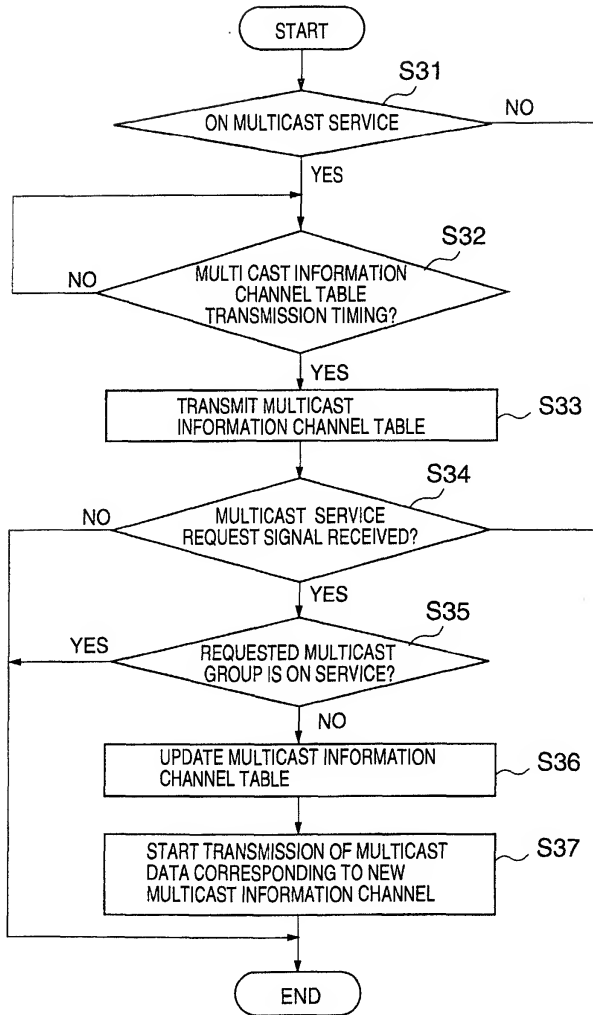 START
S31
ON MULTICAST SERVICE
NO
YES
S32
NO
MULTI CAST INFORMATION
CHANNEL TABLE
TRANSMISSION TIMING?
YES
TRANSMIT MULTICAST
INFORMATION CHANNEL TABLE
S33
S34
NO
MULTICAST SERVICE
REQUEST SIGNAL RECEIVED?
YES
S35
YES
REQUESTED MULTICAST
GROUP IS ON SERVICE?
NO
UPDATE MULTICAST INFORMATION
CHANNEL TABLE
S36
START TRANSMISSION OF MULTICAST
DATA CORRESPONDING TO NEW
MULTICAST INFORMATION CHANNEL
S37
END